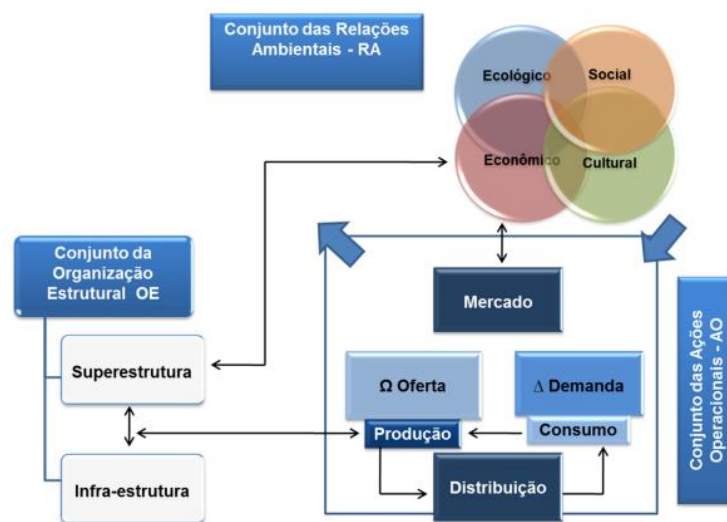 Conjunto das Relações
Ambientais - RA
Ecológico
Social
Econômico
Cultural
Conjunto da
Organização
Estrutural OE
Superestrutura
Infra-estrutura
Mercado
Ω Oferta
Δ Demanda
Produção
Consumo
Distribuição
Conjunto das Ações
Operacionais - AO